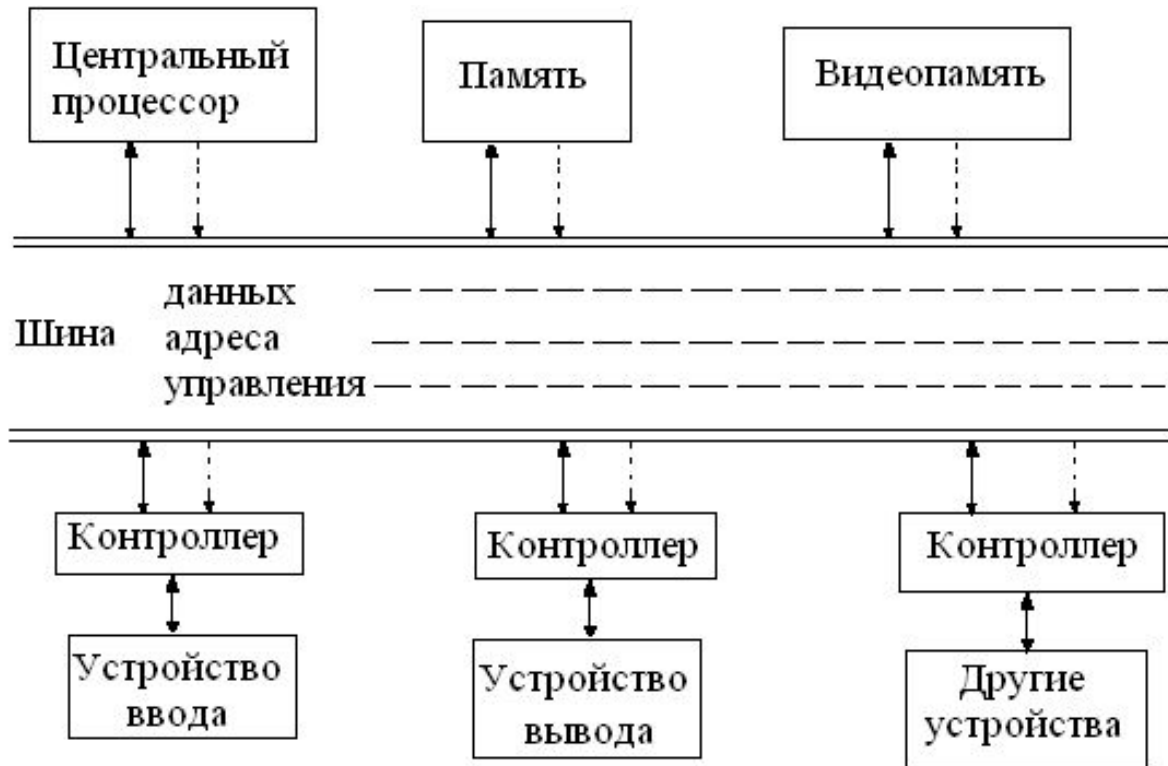 Центральный
процессор
Память
Видеопамять
Шина
данных
адреса
управления
Контроллер
Контроллер
Контроллер
Устройство
ввода
Устройство
вывода
Другие
устройства